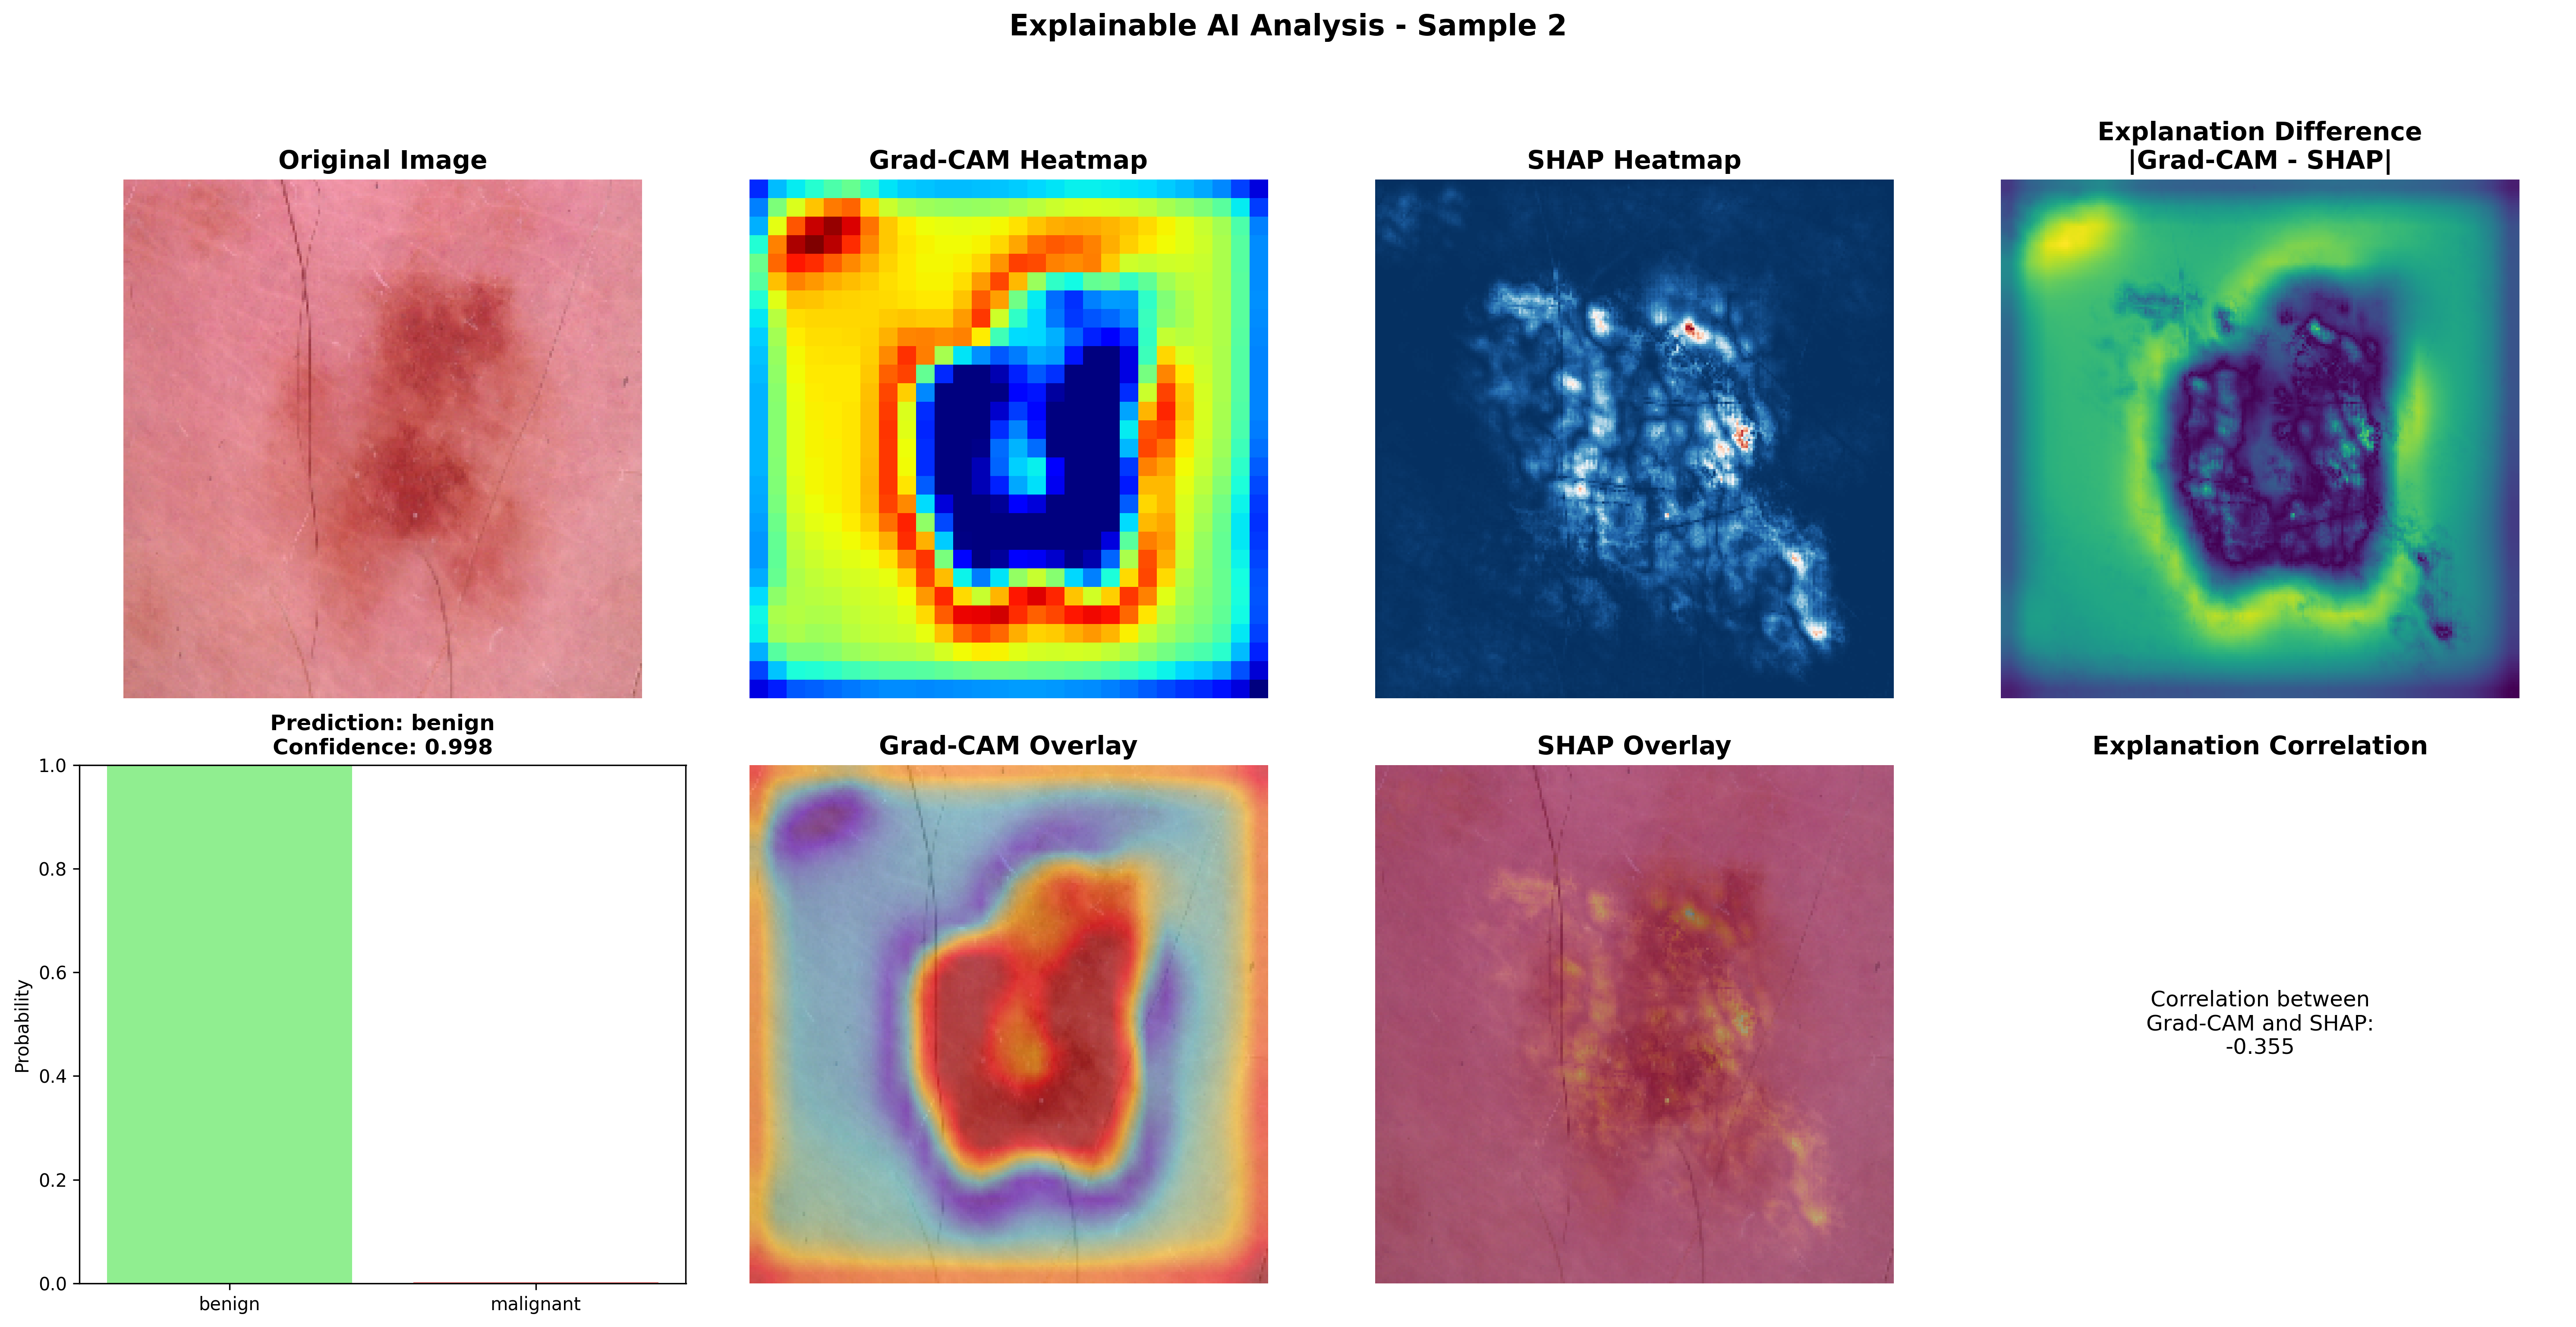 Explainable AI Analysis - Sample 2
Original Image
Grad-CAM Heatmap
SHAP Heatmap
Explanation Difference
|Grad-CAM - SHAP|
Prediction: benign
Confidence: 0.998
1.0
0.8
0.6
0.4
0.2
0.0
Probability
benign
malignant
Grad-CAM Overlay
SHAP Overlay
Explanation Correlation
Correlation between
Grad-CAM and SHAP:
-0.355